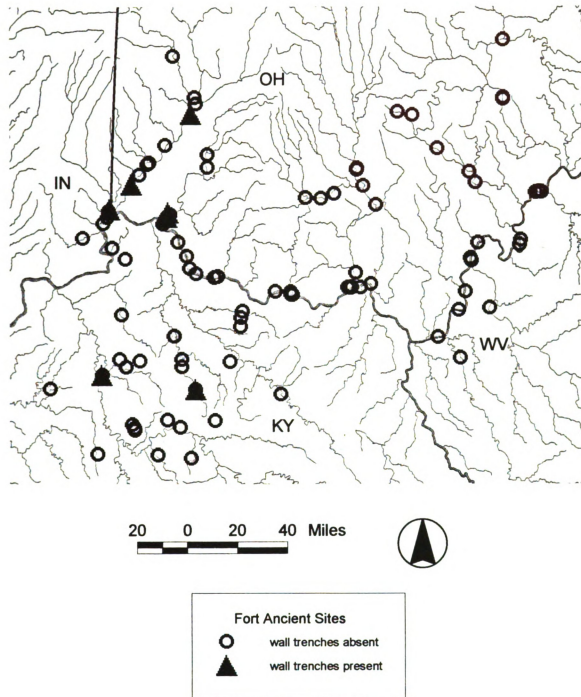 OH
IN
WV
KY
20 0 20 40 Miles
Fort Ancient Sites
wall trenches absent
wall trenches present